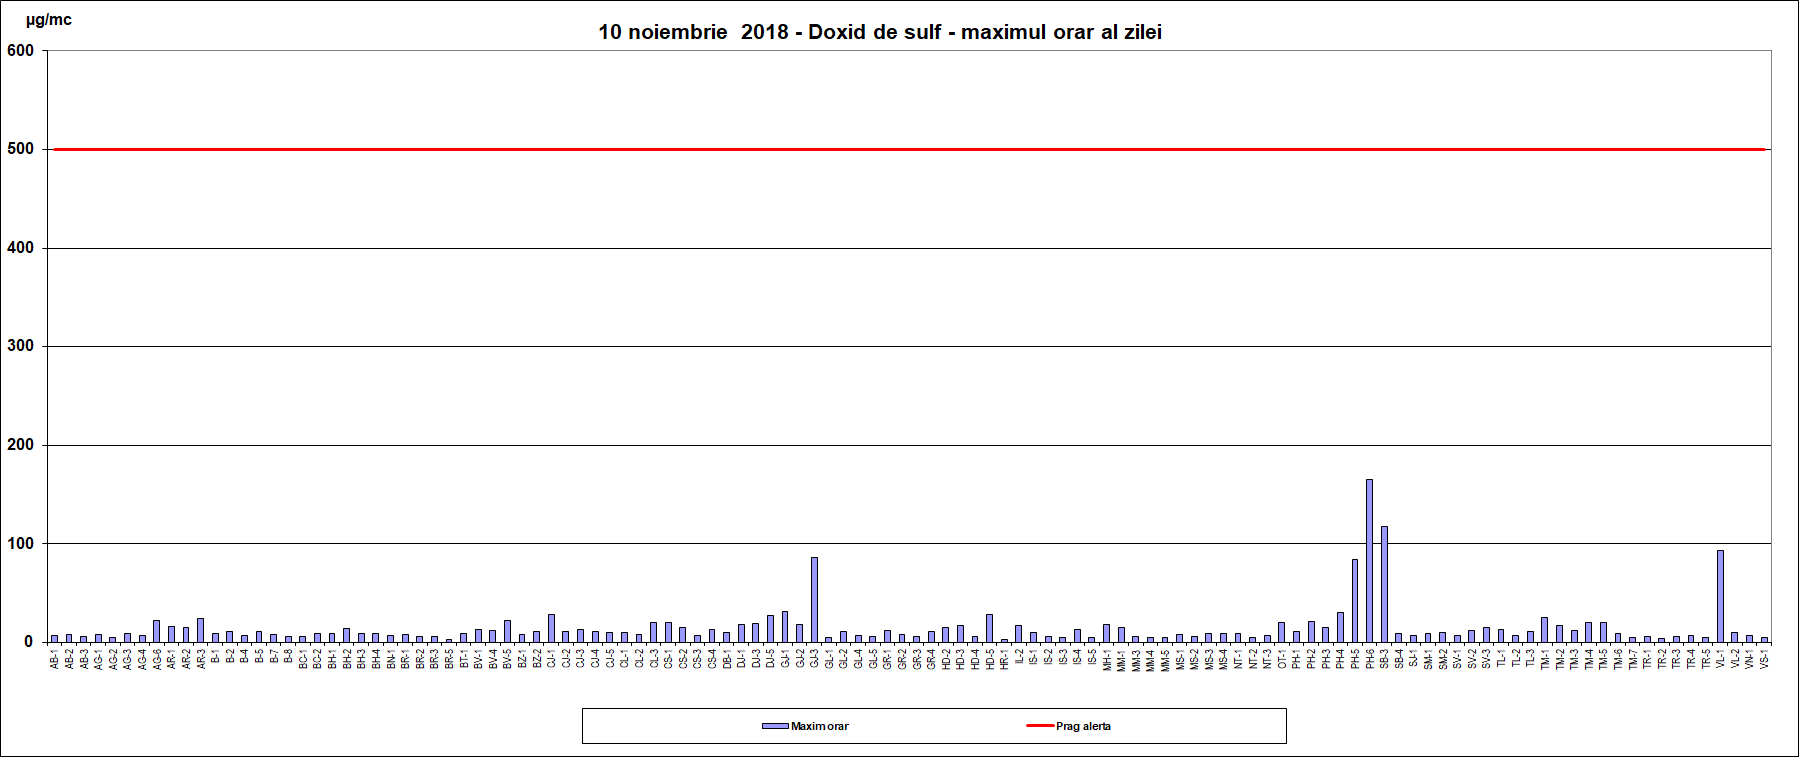 µg/mc
10 noiembrie 2018 - Doxid de sulf - maximul orar al zilei
600
500
400
300
200
100
0
AB-1 AB-2 AB-3 AG-1 AG-2 AG-3 AG-4 AG-6 AR-1 AR-2 AR-3 B-1 B-2 B-4 B-5 B-7 B-8 BC-1 BC-2 BH-1 BH-2 BH-3 BH-4 BN-1 BR-1 BR-2 BR-3 BR-5 BT-1 BV-1 BV-4 BV-5 BZ-1 BZ-2 CJ-1 CJ-2 CJ-3 CJ-4 CJ-5 CL-1 CL-2 CL-3 CS-1 CS-2 CS-3 CS-4 DB-1 DJ-1 DJ-3 DJ-5 GJ-1 GJ-2 GJ-3 GL-1 GL-2 GL-4 GL-5 GR-1 GR-2 GR-3 GR-4 HD-2 HD-3 HD-4 HD-5 HR-1 IL-2 IS-1 IS-2 IS-3 IS-4 IS-5 MH-1 MM-1 MM-3 MM-4 MM-5 MS-1 MS-2 MS-3 MS-4 NT-1 NT-2 NT-3 OT-1 PH-1 PH-2 PH-3 PH-4 PH-5 PH-6 SB-3 SB-4 SJ-1 SM-1 SM-2 SV-1 SV-2 SV-3 TL-1 TL-2 TL-3 TM-1 TM-2 TM-3 TM-4 TM-5 TM-6 TM-7 TR-1 TR-2 TR-3 TR-4 TR-5 VL-1 VL-2 VN-1 VS-1
Maxim orar
Prag alerta